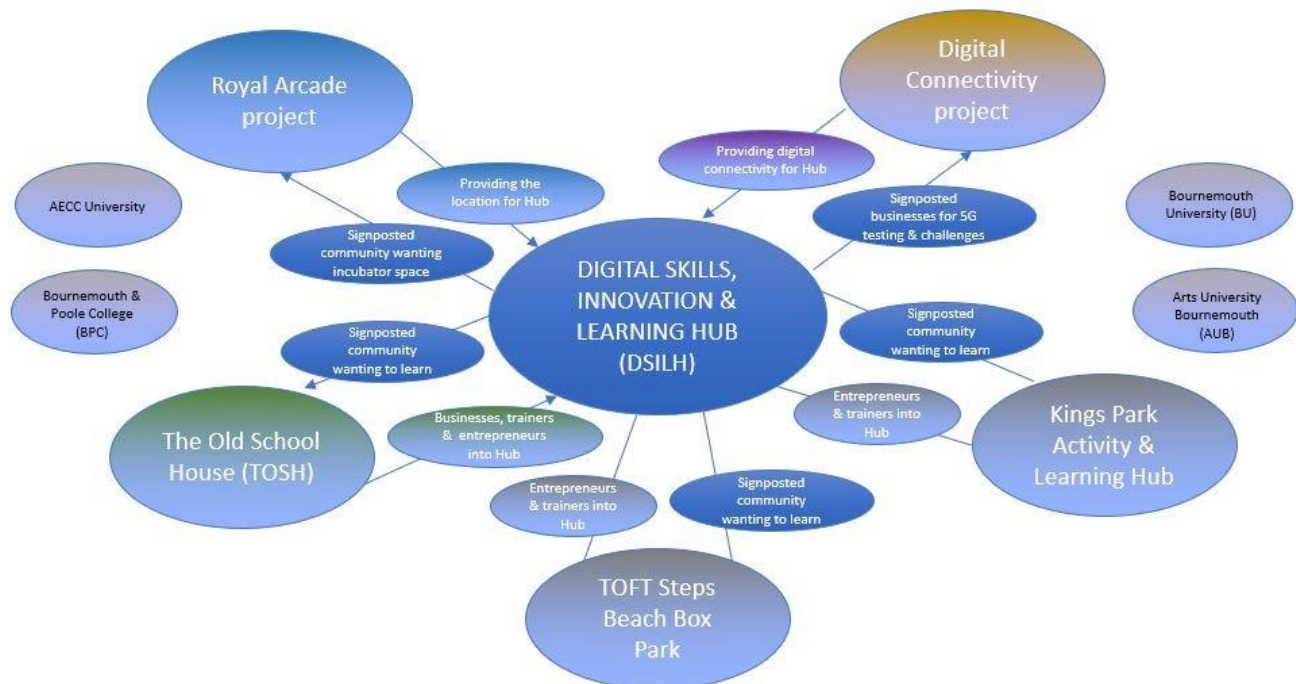 Royal Arcade
project
Digital
Connectivity
project
Providing digital
connectivity for Hub
Providing the
location for Hub
AECC University
Bournemouth
University (BU)
Signposted
businesses for 5G
testing & challenges
Signposted
community wanting
incubator space
DIGITAL SKILLS,
INNOVATION &
LEARNING HUB
(DSILH)
Bournemouth &
Poole College
(BPC)
Arts University
Bournemouth
(AUB)
Signposted
community
wanting to learn
Signposted
community
wanting to learn
The Old School
House (TOSH)
Businesses, trainers
& entrepreneurs
into Hub
Entrepreneurs
& trainers into
Hub
Kings Park
Activity &
Learning Hub
Entrepreneurs
& trainers into
Hub
Signposted
community
wanting to learn
TOFT Steps
Beach Box
Park